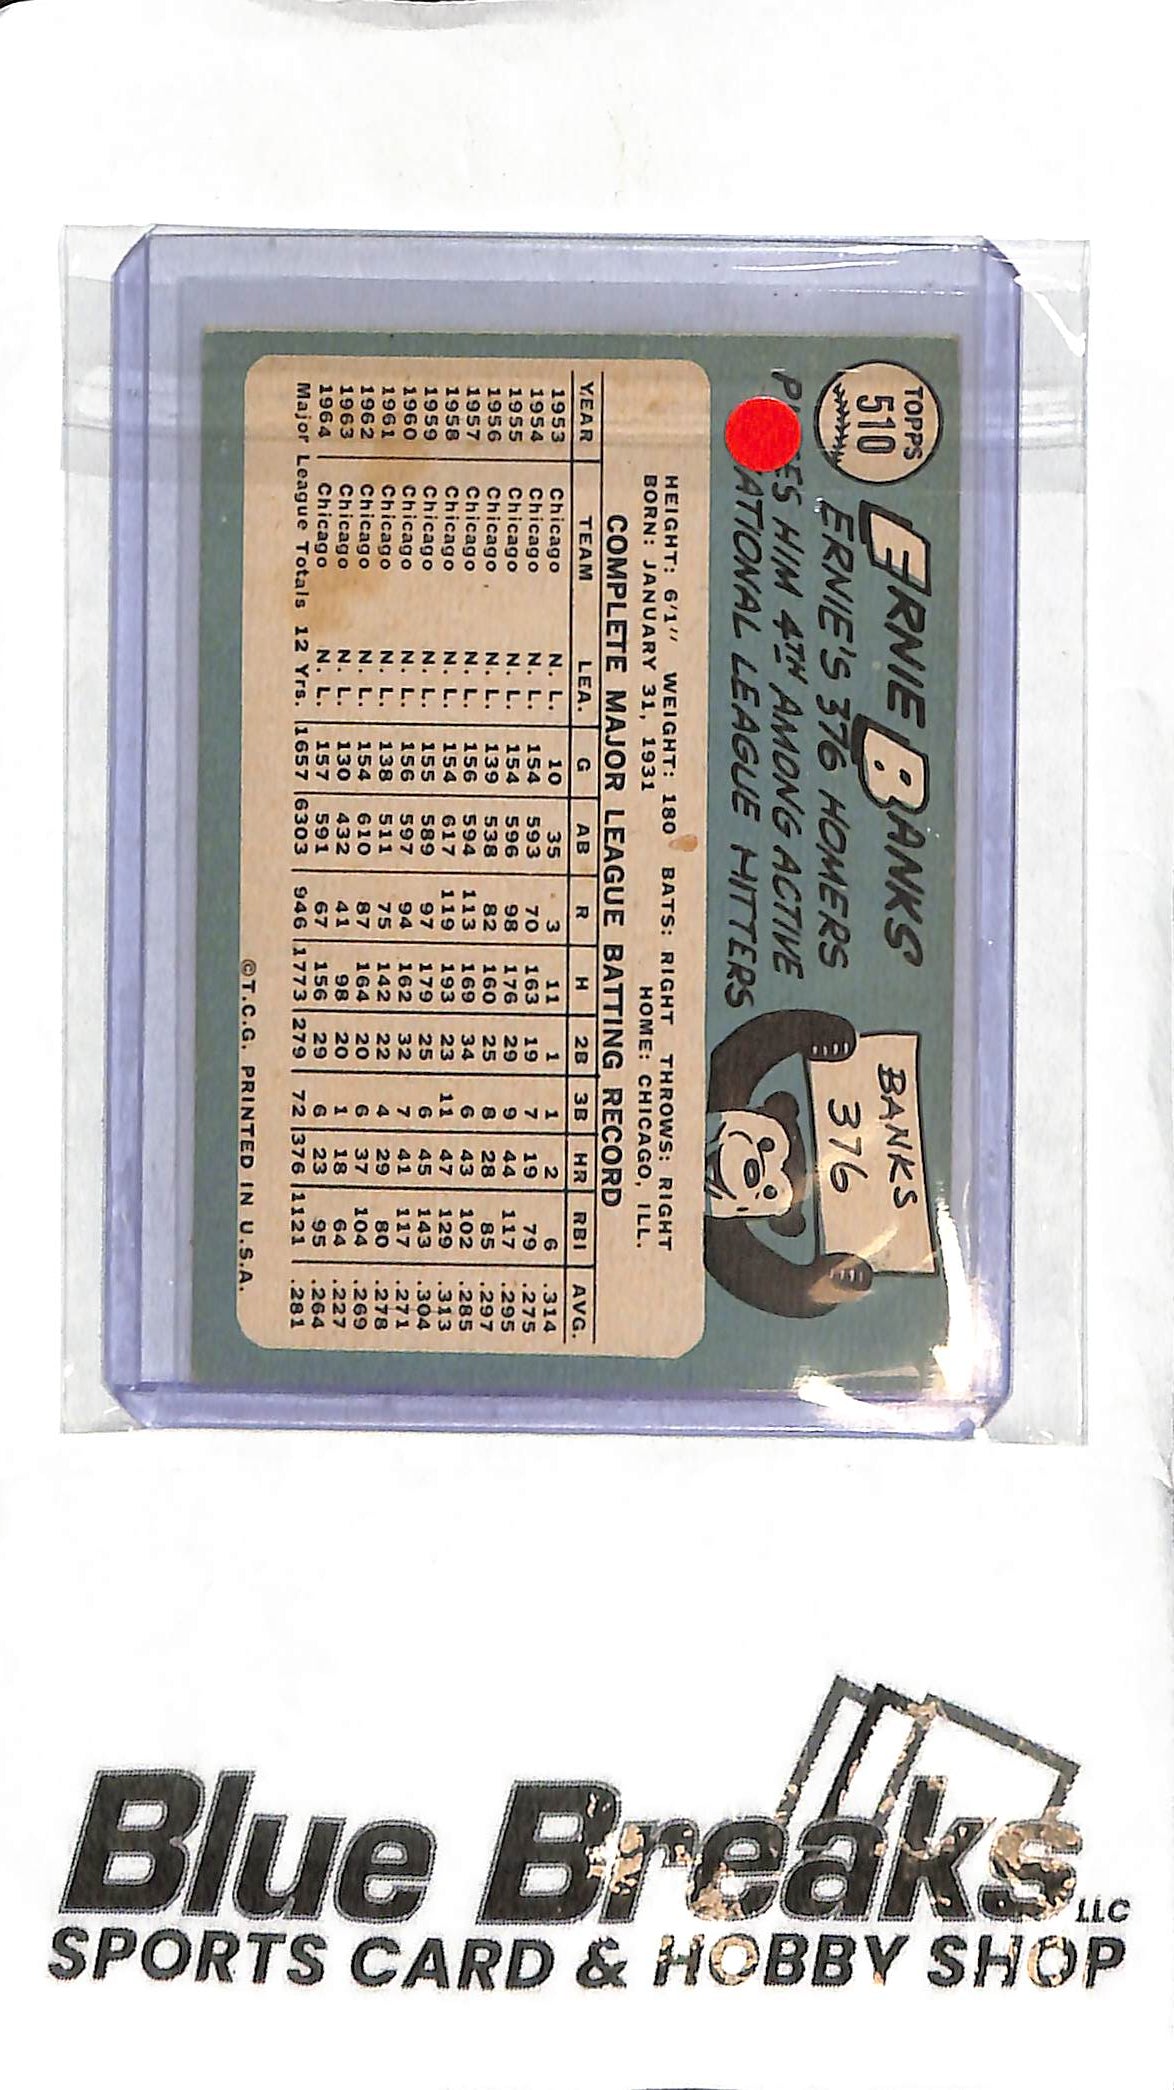 TOPPS
510
ERNIE BANKS
ERNIE'S 376 HOMERS
HIM 4TH AMONG ACTIVE
LEAGUE HITTERS
BANKS
376
HEIGHT: 6'1" WEIGHT: 180 BATS: RIGHT THROWS: RIGHT
BORN: JANUARY 31, 1931 HOME: CHICAGO, ILL.
COMPLETE MAJOR LEAGUE BATTING RECORD
YEAR TEAM LEA. G AB R H 2B 3B HR RBI AVG.
1953 Chicago N. L. 10 35 3 11 1 1 2 6 .314
1954 Chicago N. L. 154 593 70 163 19 7 19 79 .275
1955 Chicago N. L. 154 596 98 176 29 9 44 117 .295
1956 Chicago N. L. 139 538 82 160 25 8 28 85 .297
1957 Chicago N. L. 156 594 113 169 34 6 43 102 .285
1958 Chicago N. L. 154 617 119 193 23 11 47 129 .313
1959 Chicago N. L. 155 589 97 179 25 6 45 143 .304
1960 Chicago N. L. 156 597 94 162 32 7 41 117 .271
1961 Chicago N. L. 138 511 75 142 22 4 29 80 .278
1962 Chicago N. L. 154 610 87 164 20 6 37 104 .269
1963 Chicago N. L. 130 432 41 98 20 1 18 64 .227
1964 Chicago N. L. 157 591 67 156 29 6 23 95 .264
Major League Totals 12 Yrs. 1657 6303 946 1773 279 72 376 1121 .281
©T.C.G. PRINTED IN U.S.A.
Blue Breaks LLC
SPORTS CARD & HOBBY SHOP